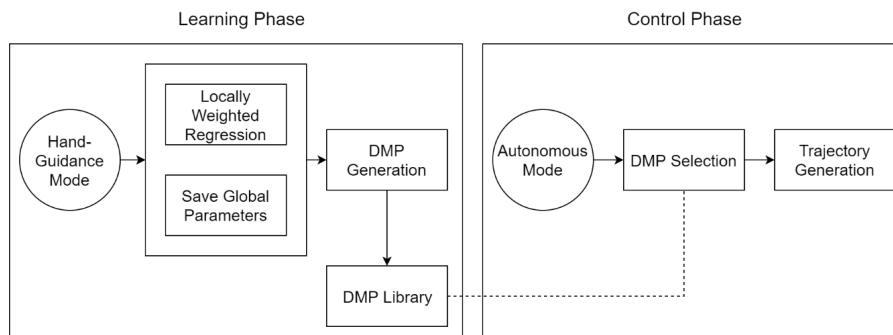 Learning Phase
Control Phase
Hand-
Guidance
Mode
Locally
Weighted
Regression
Save Global
Parameters
DMP
Generation
DMP Library
Autonomous
Mode
DMP Selection
Trajectory
Generation